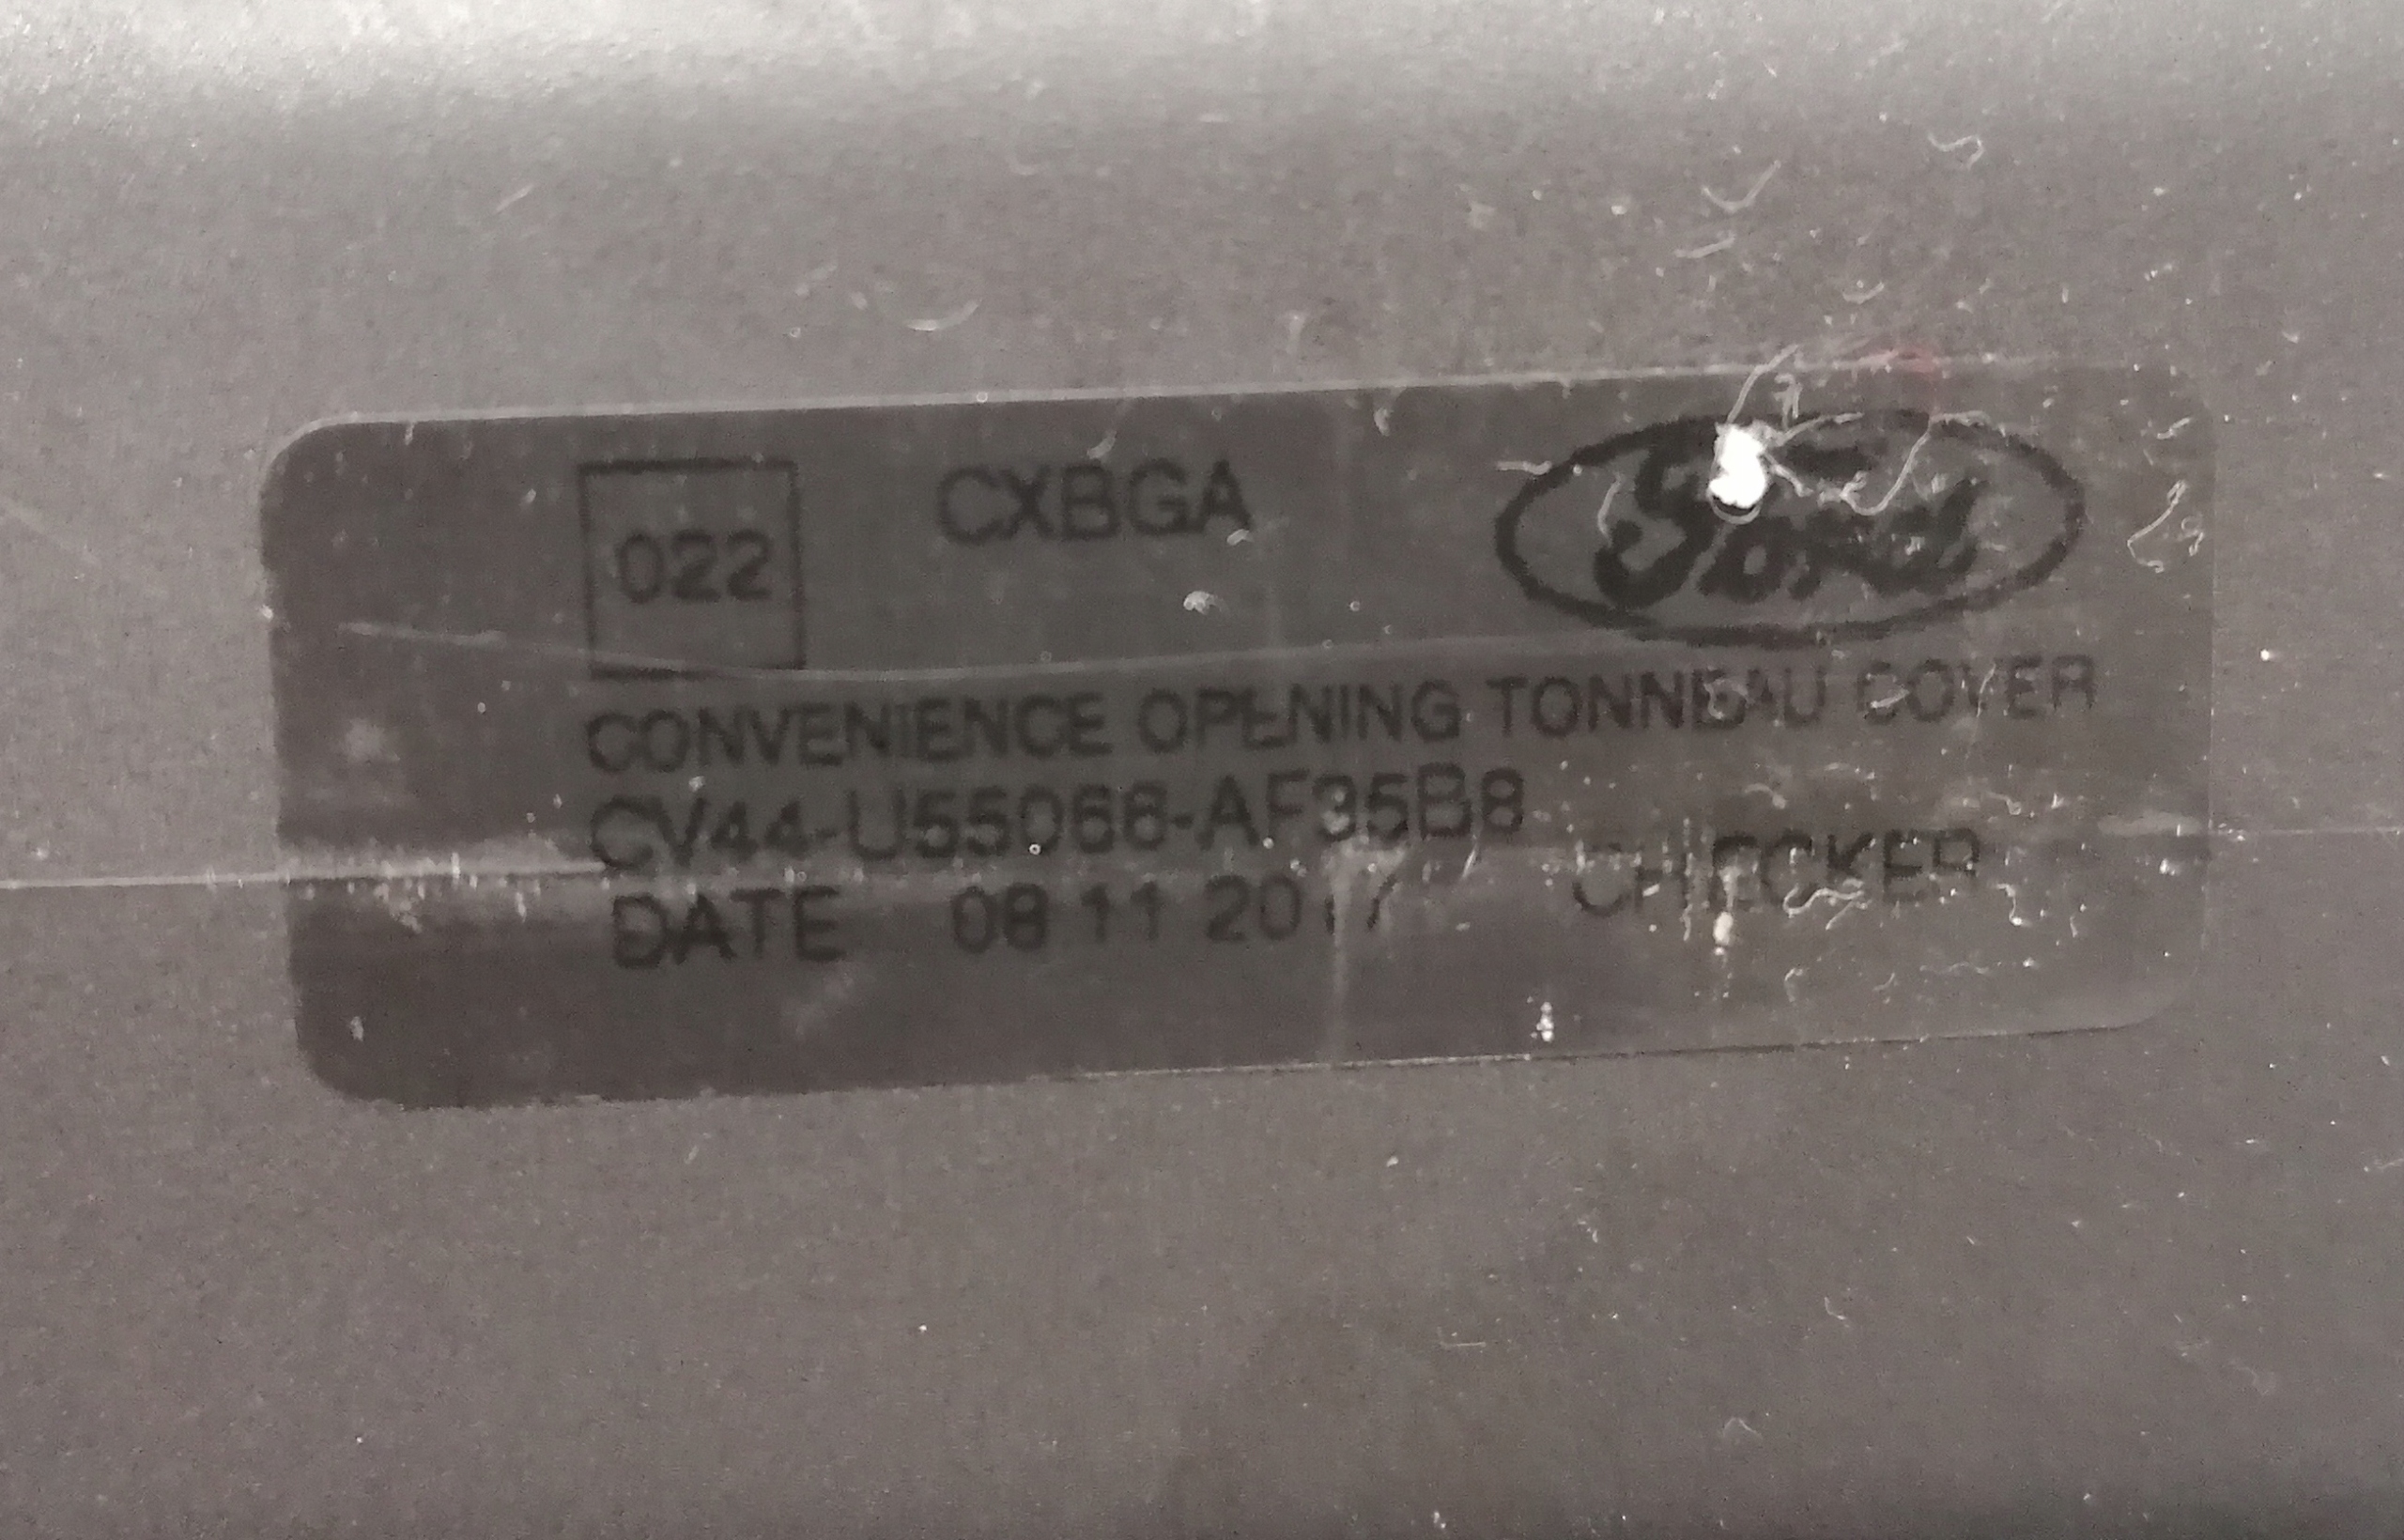 022
CXBGA
Ford
CONVENIENCE OPENING TONNEAU COVER
CV44-U55066-AF35B8
DATE 08 11 2017
CHECKER